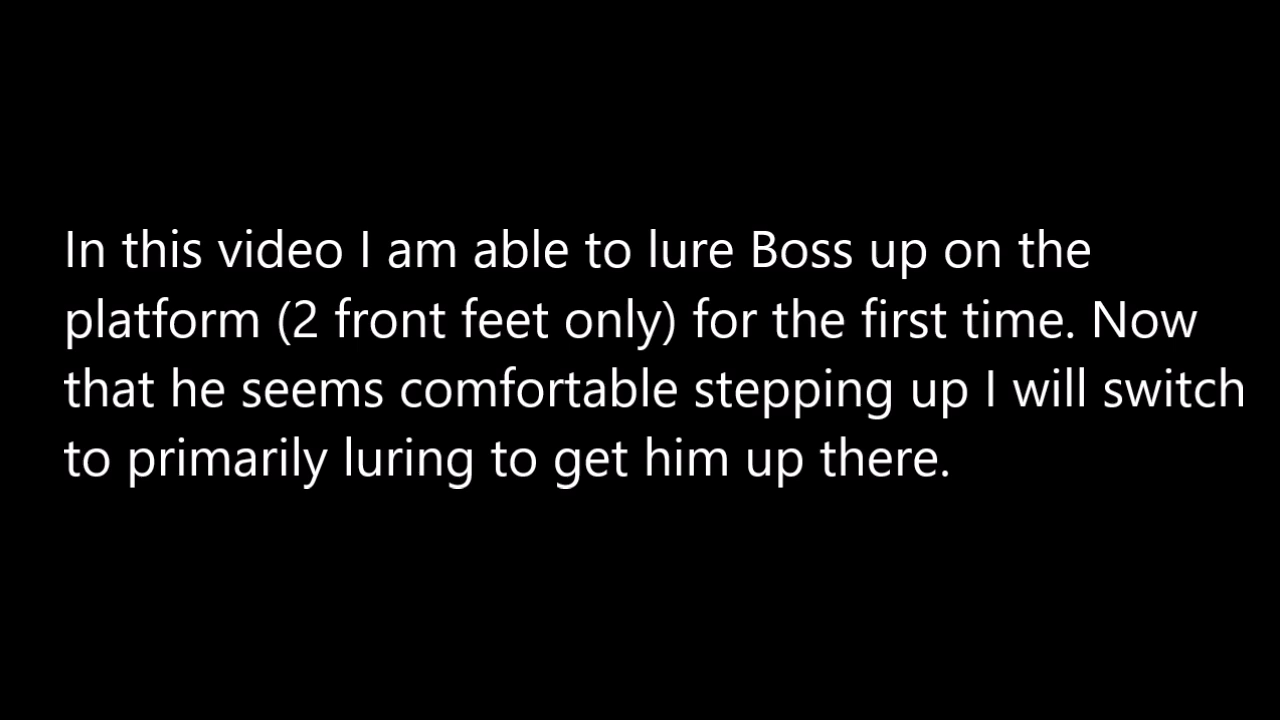 In this video I am able to lure Boss up on the
platform (2 front feet only) for the first time. Now
that he seems comfortable stepping up I will switch
to primarily luring to get him up there.